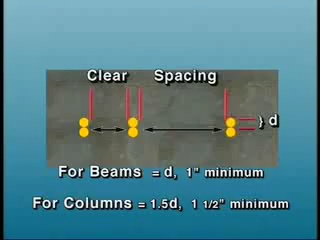 Clear Spacing
} d
For Beams = d, 1" minimum
For Columns = 1.5d, 1 1/2" minimum